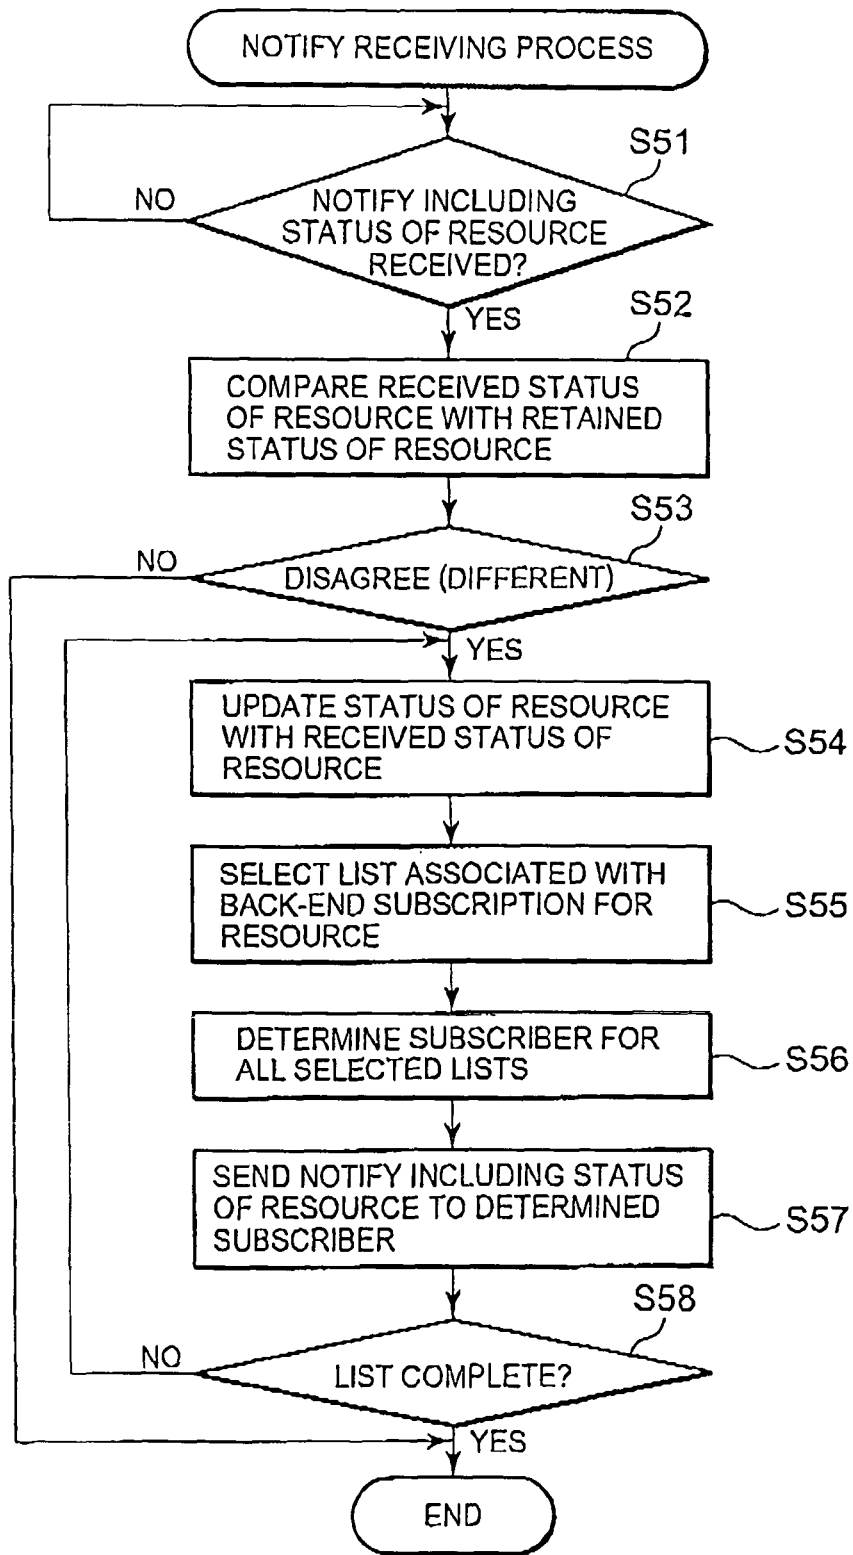 NOTIFY RECEIVING PROCESS
S51
NO
NOTIFY INCLUDING
STATUS OF RESOURCE
RECEIVED?
YES
S52
COMPARE RECEIVED STATUS
OF RESOURCE WITH RETAINED
STATUS OF RESOURCE
S53
NO
DISAGREE (DIFFERENT)
YES
UPDATE STATUS OF RESOURCE
WITH RECEIVED STATUS OF
RESOURCE
S54
SELECT LIST ASSOCIATED WITH
BACK-END SUBSCRIPTION FOR
RESOURCE
S55
DETERMINE SUBSCRIBER FOR
ALL SELECTED LISTS
S56
SEND NOTIFY INCLUDING STATUS
OF RESOURCE TO DETERMINED
SUBSCRIBER
S57
S58
NO
LIST COMPLETE?
YES
END